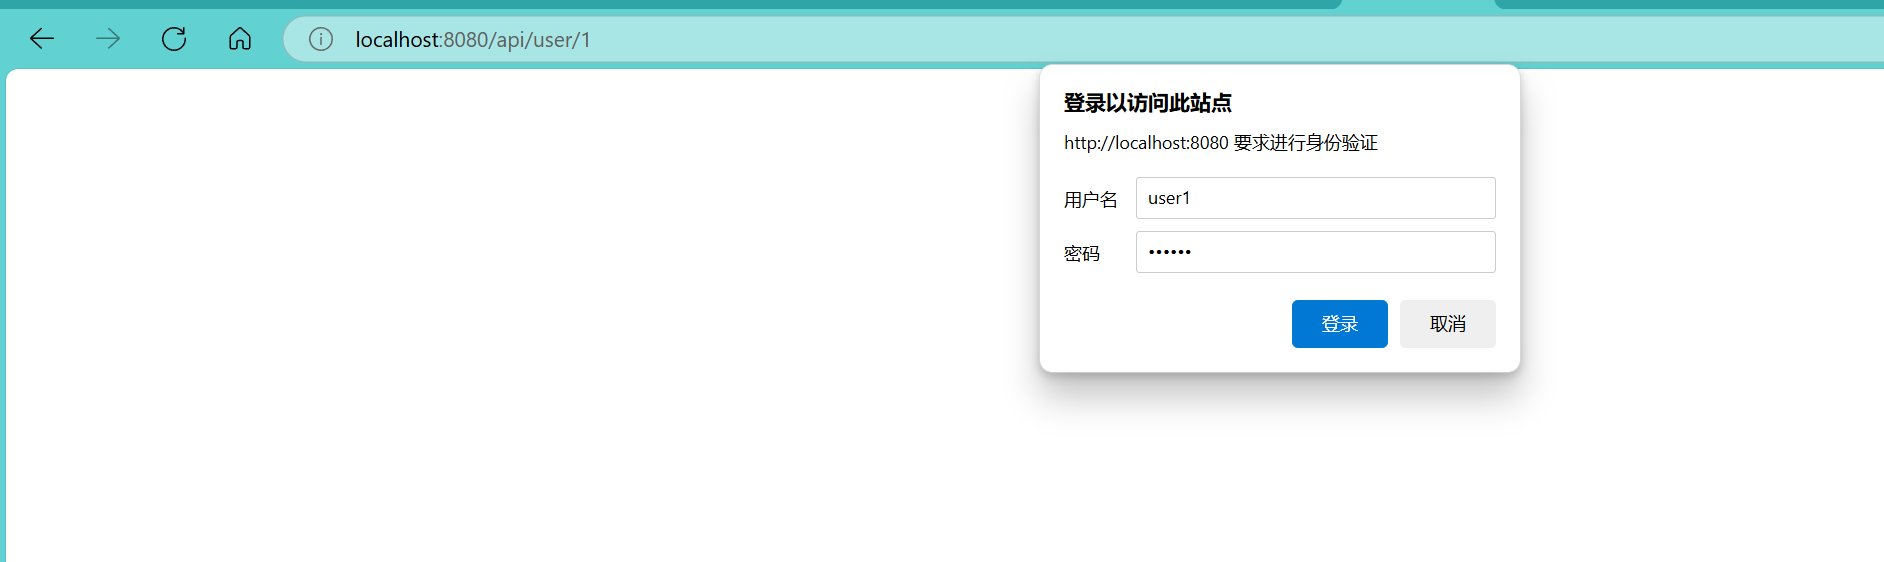 localhost:8080/api/user/1
登录以访问此站点
http://localhost:8080 要求进行身份验证
用户名 user1
密码 ••••••
登录 取消